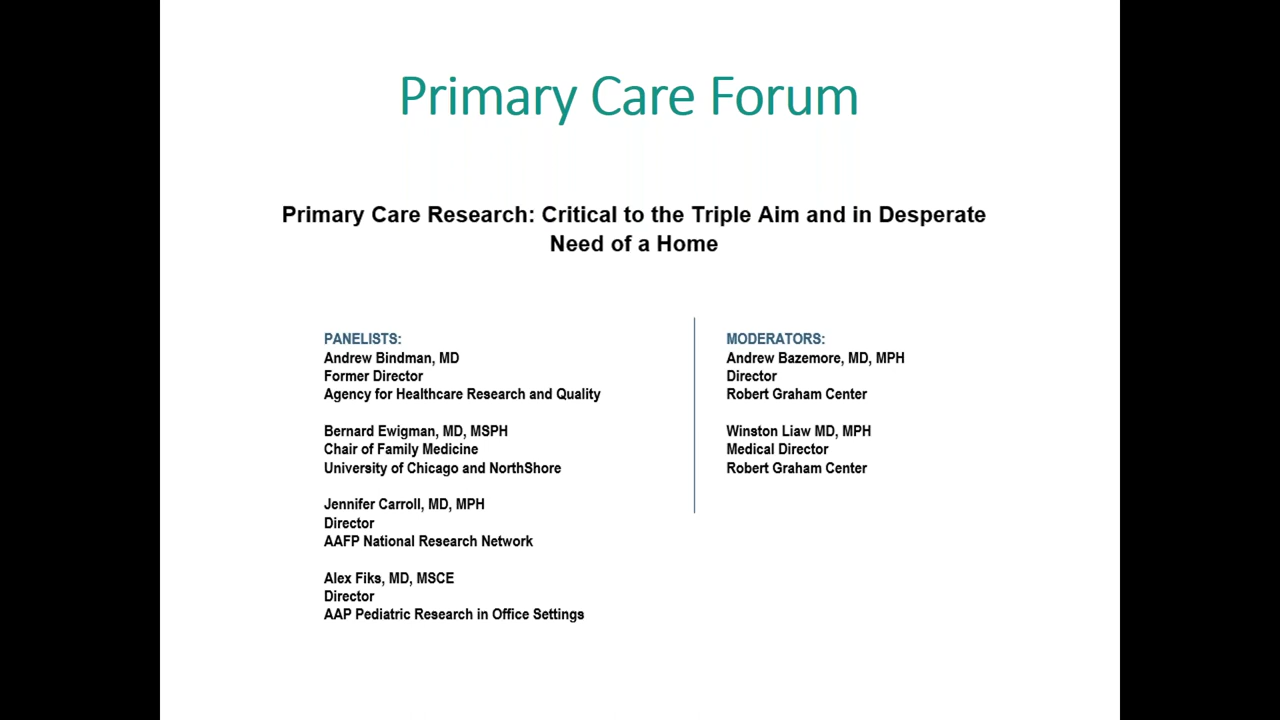 Primary Care Forum
Primary Care Research: Critical to the Triple Aim and in Desperate
Need of a Home
PANELISTS:
Andrew Bindman, MD
Former Director
Agency for Healthcare Research and Quality
Bernard Ewigman, MD, MSPH
Chair of Family Medicine
University of Chicago and NorthShore
Jennifer Carroll, MD, MPH
Director
AAFP National Research Network
Alex Fiks, MD, MSCE
Director
AAP Pediatric Research in Office Settings
MODERATORS:
Andrew Bazemore, MD, MPH
Director
Robert Graham Center
Winston Liaw MD, MPH
Medical Director
Robert Graham Center